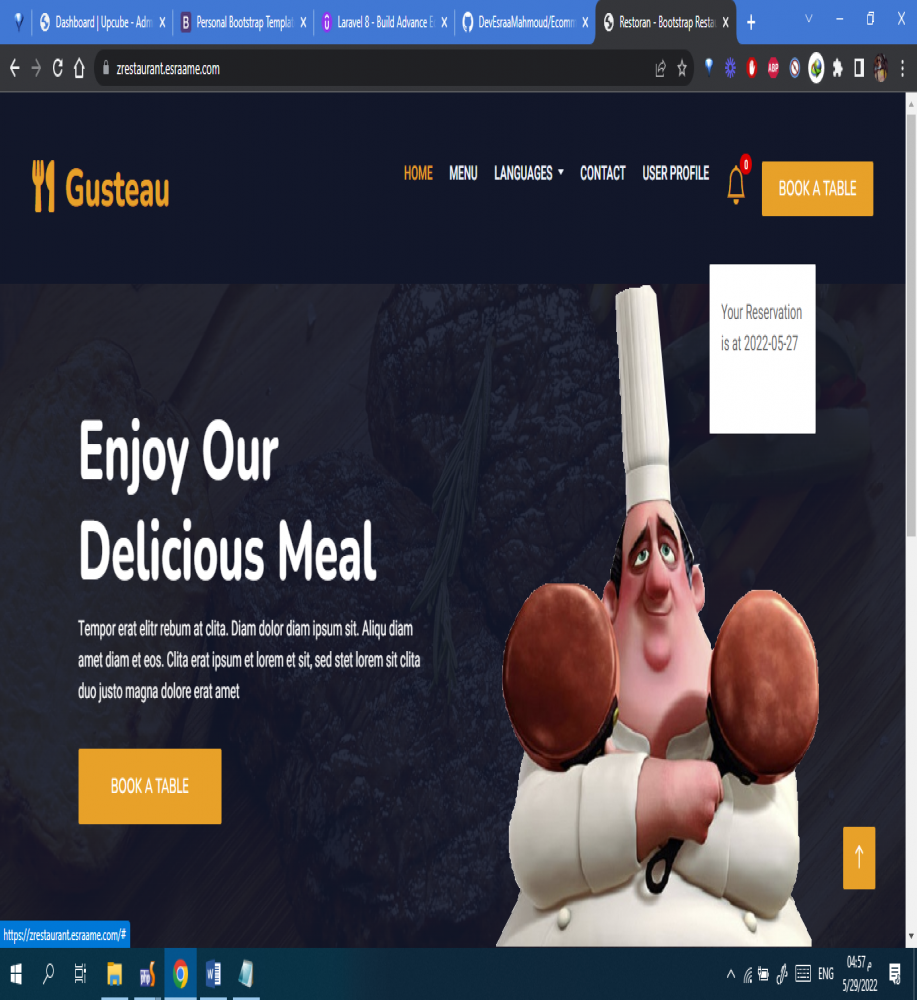 Dashboard | Upcube - Adm
Personal Bootstrap Templat
Laravel 8 - Build Advance E
DevEsraaMahmoud/Ecomm
Restoran - Bootstrap Resta
zrestaurant.esraame.com
ABP
Gusteau
HOME
MENU
LANGUAGES
CONTACT
USER PROFILE
0
BOOK A TABLE
Your Reservation
is at 2022-05-27
Enjoy Our
Delicious Meal
Tempor erat elitr rebum at clita. Diam dolor diam ipsum sit. Aliqu diam
amet diam et eos. Clita erat ipsum et lorem et sit, sed stet lorem sit clita
duo justo magna dolore erat amet
BOOK A TABLE
https://zrestaurant.esraame.com/#
ENG
04:57 م
5/29/2022